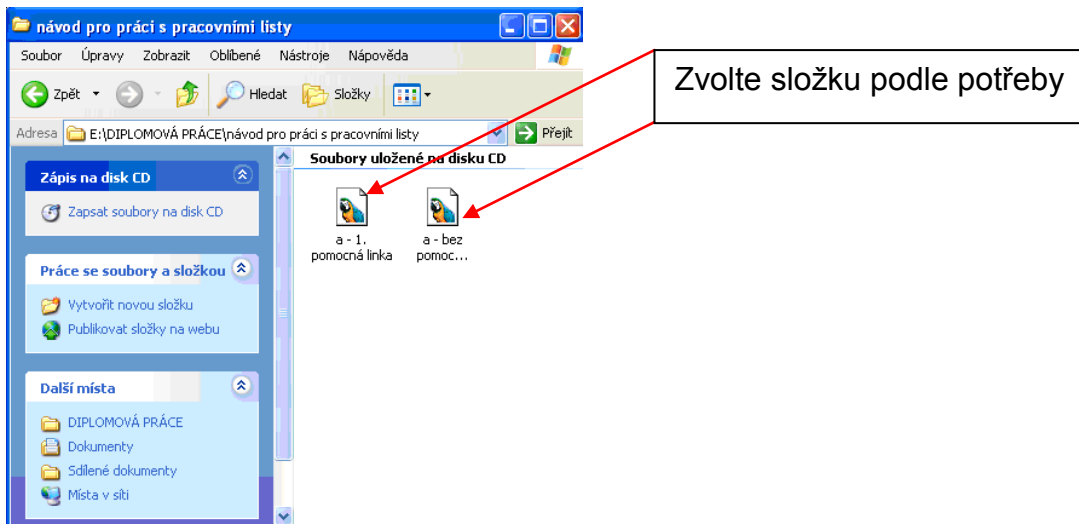 návod pro práci s pracovními listy
Soubor Úpravy Zobrazit Oblíbené Nástroje Nápověda
Zpět Hledat Složky
Adresa E:\DIPLOMOVÁ PRÁCE\návod pro práci s pracovními listy Přejít
Zápis na disk CD
Zapsat soubory na disk CD
Práce se soubory a složkou
Vytvořit novou složku
Publikovat složky na webu
Další místa
DIPLOMOVÁ PRÁCE
Dokumenty
Sdílené dokumenty
Místa v síti
Soubory uložené na disku CD
a - 1.
pomocná linka
a - bez
pomoc...
Zvolte složku podle potřeby